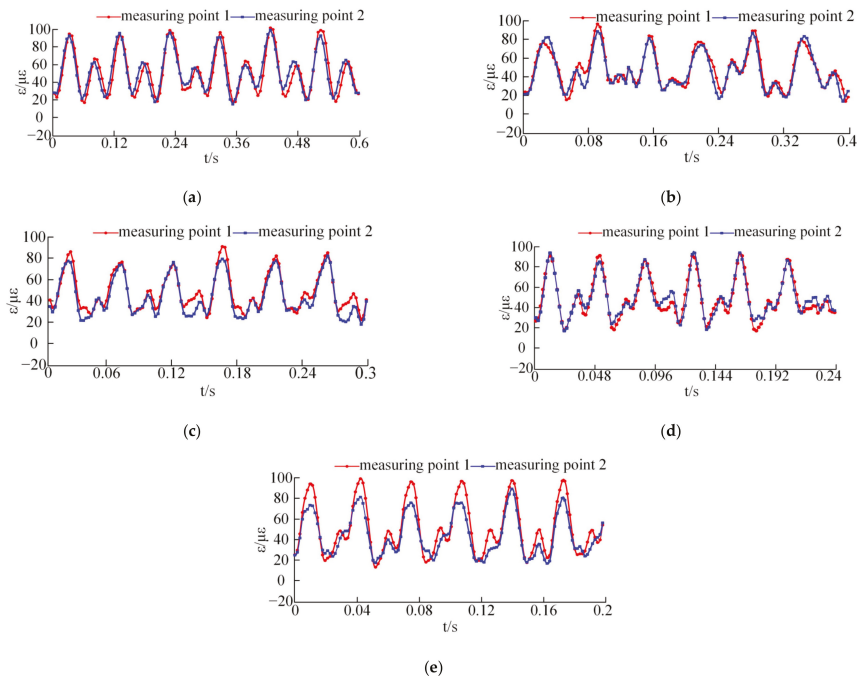 measuring point 1 measuring point 2
ε/με
100
80
60
40
20
0
−20
0 0.12 0.24 0.36 0.48 0.6
t/s
(a)
measuring point 1 measuring point 2
ε/με
100
80
60
40
20
0
−20
0 0.08 0.16 0.24 0.32 0.4
t/s
(b)
measuring point 1 measuring point 2
ε/με
100
80
60
40
20
0
−20
0 0.06 0.12 0.18 0.24 0.3
t/s
(c)
measuring point 1 measuring point 2
ε/με
100
80
60
40
20
0
−20
0 0.048 0.096 0.144 0.192 0.24
t/s
(d)
measuring point 1 measuring point 2
ε/με
100
80
60
40
20
0
−20
0 0.04 0.08 0.12 0.16 0.2
t/s
(e)